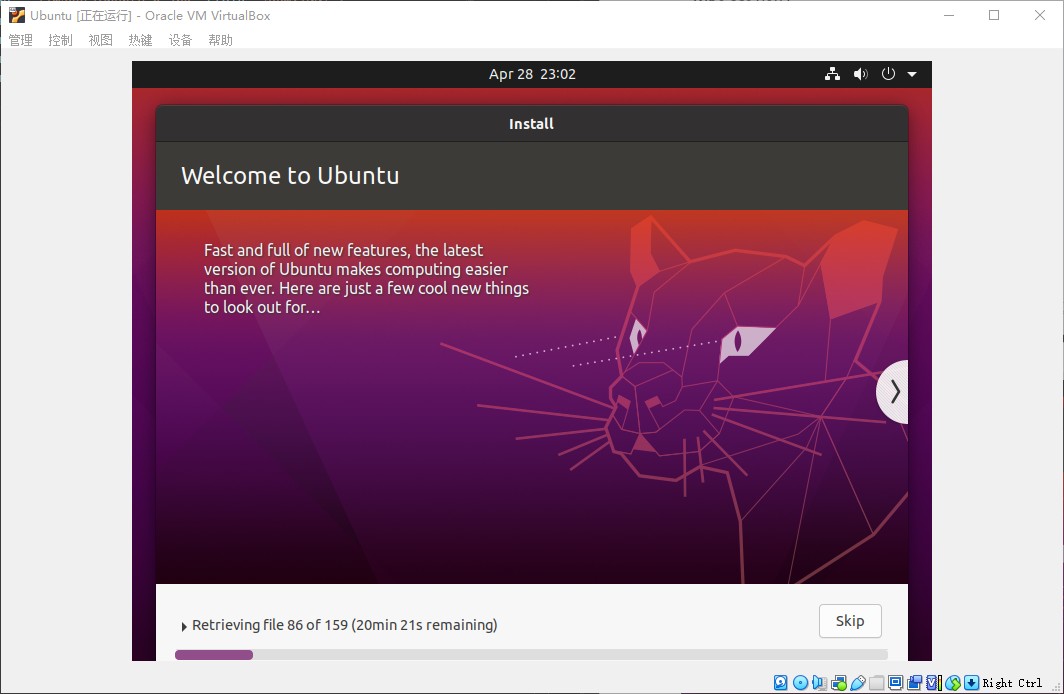 Ubuntu [正在运行] - Oracle VM VirtualBox
管理 控制 视图 热键 设备 帮助
Apr 28 23:02
Install
Welcome to Ubuntu
Fast and full of new features, the latest
version of Ubuntu makes computing easier
than ever. Here are just a few cool new things
to look out for…
Retrieving file 86 of 159 (20min 21s remaining)
Skip
Right Ctrl